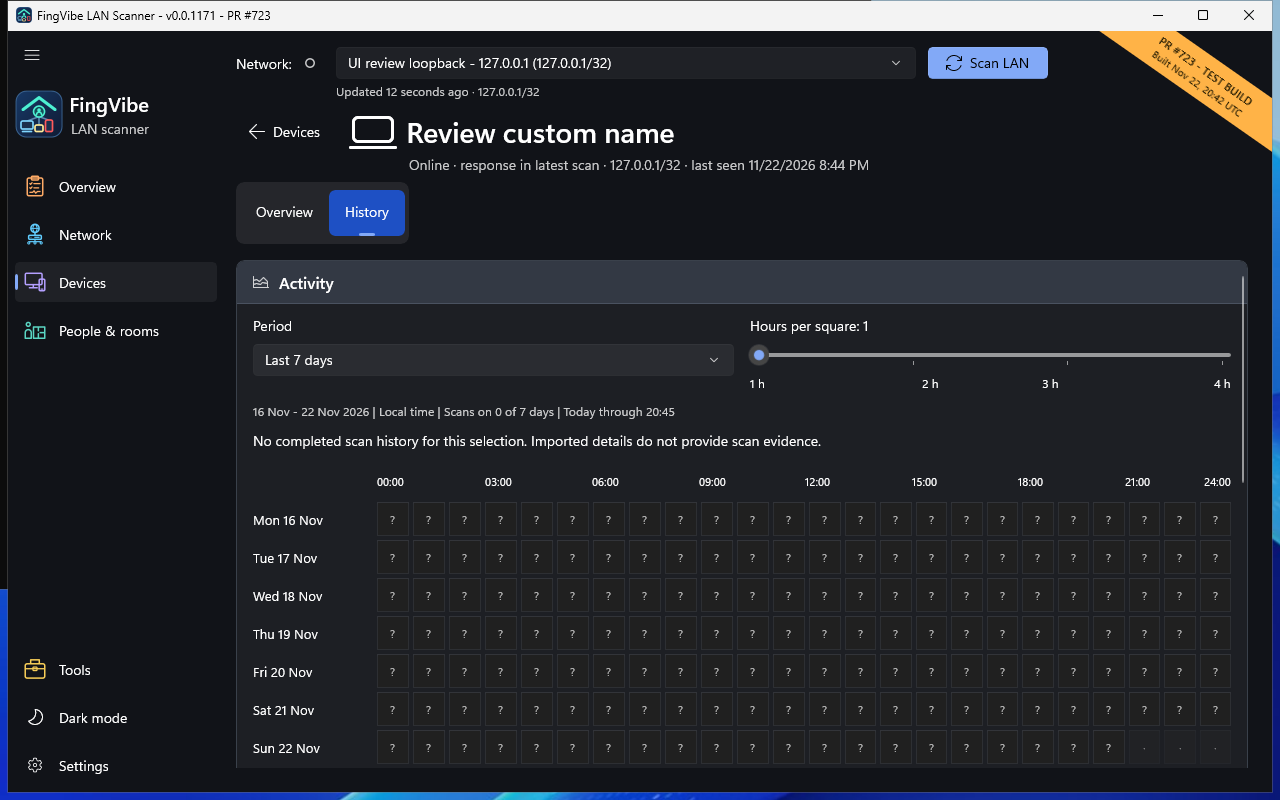 FingVibe LAN Scanner - v0.0.1171 - PR #723
Network:
UI review loopback - 127.0.0.1 (127.0.0.1/32)
Scan LAN
PR #723 - TEST BUILD
Built Nov 22, 20:42 UTC
Updated 12 seconds ago · 127.0.0.1/32
FingVibe
LAN scanner
Devices
Review custom name
Online · response in latest scan · 127.0.0.1/32 · last seen 11/22/2026 8:44 PM
Overview
Network
Devices
People & rooms
Tools
Dark mode
Settings
Overview History
Activity
Period
Hours per square: 1
Last 7 days
1 h 2 h 3 h 4 h
16 Nov - 22 Nov 2026 | Local time | Scans on 0 of 7 days | Today through 20:45
No completed scan history for this selection. Imported details do not provide scan evidence.
00:00 03:00 06:00 09:00 12:00 15:00 18:00 21:00 24:00
Mon 16 Nov ? ? ? ? ? ? ? ? ? ? ? ? ? ? ? ? ? ? ? ? ? ? ? ?
Tue 17 Nov ? ? ? ? ? ? ? ? ? ? ? ? ? ? ? ? ? ? ? ? ? ? ? ?
Wed 18 Nov ? ? ? ? ? ? ? ? ? ? ? ? ? ? ? ? ? ? ? ? ? ? ? ?
Thu 19 Nov ? ? ? ? ? ? ? ? ? ? ? ? ? ? ? ? ? ? ? ? ? ? ? ?
Fri 20 Nov ? ? ? ? ? ? ? ? ? ? ? ? ? ? ? ? ? ? ? ? ? ? ? ?
Sat 21 Nov ? ? ? ? ? ? ? ? ? ? ? ? ? ? ? ? ? ? ? ? ? ? ? ?
Sun 22 Nov ? ? ? ? ? ? ? ? ? ? ? ? ? ? ? ? ? ? ? ? ? · · ·